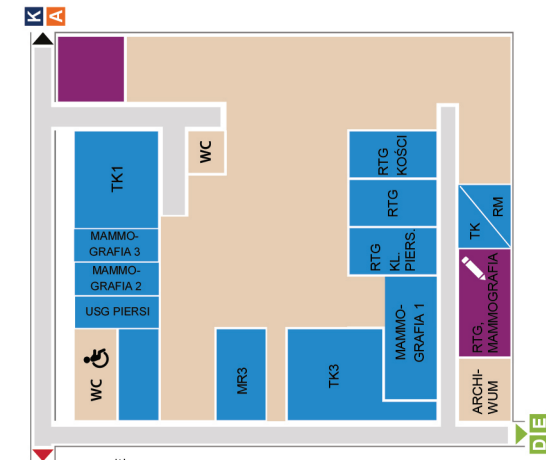 K A
TK1
WC
RTG
KOŚCI
RTG
RTG
KL.
PIERS.
TK
RM
MAMMO-
GRAFIA 3
MAMMO-
GRAFIA 2
USG PIERSI
WC
MR3
TK3
MAMMO-
GRAFIA 1
RTG,
MAMMOGRAFIA
ARCHI-
WUM
D E